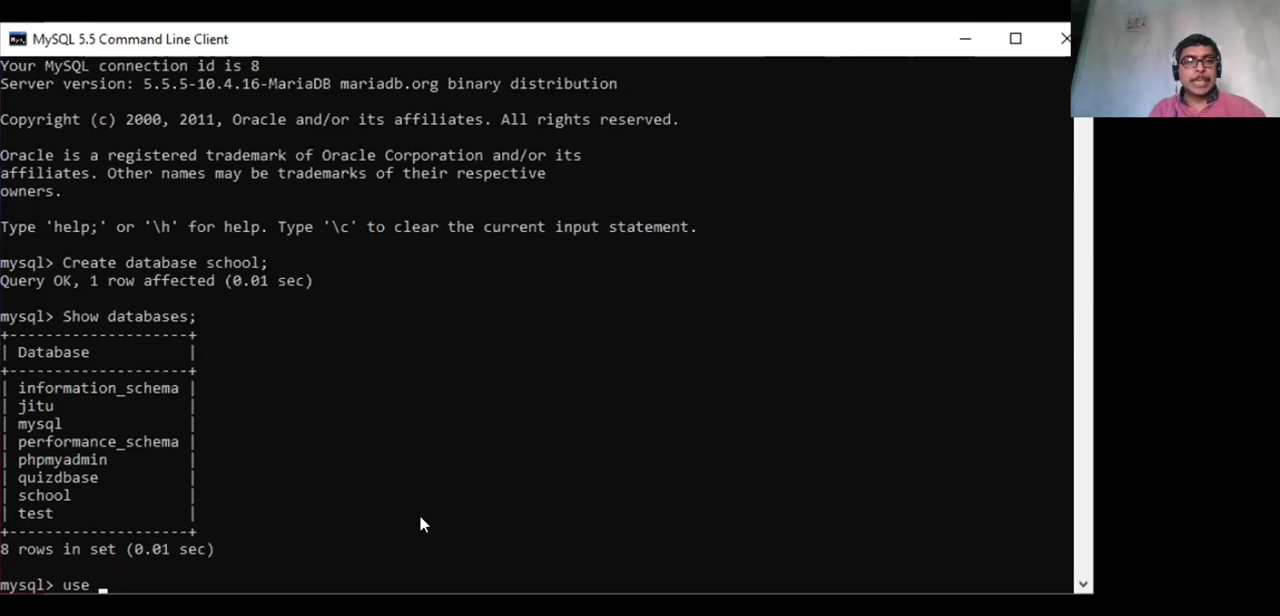 MySQL 5.5 Command Line Client
Your MySQL connection id is 8
Server version: 5.5.5-10.4.16-MariaDB mariadb.org binary distribution
Copyright (c) 2000, 2011, Oracle and/or its affiliates. All rights reserved.
Oracle is a registered trademark of Oracle Corporation and/or its
affiliates. Other names may be trademarks of their respective
owners.
Type 'help;' or '\h' for help. Type '\c' to clear the current input statement.
mysql> Create database school;
Query OK, 1 row affected (0.01 sec)
mysql> Show databases;
+--------------------+
| Database           |
+--------------------+
| information_schema |
| jitu               |
| mysql              |
| performance_schema |
| phpmyadmin         |
| quizdbase          |
| school             |
| test               |
+--------------------+
8 rows in set (0.01 sec)
mysql> use _